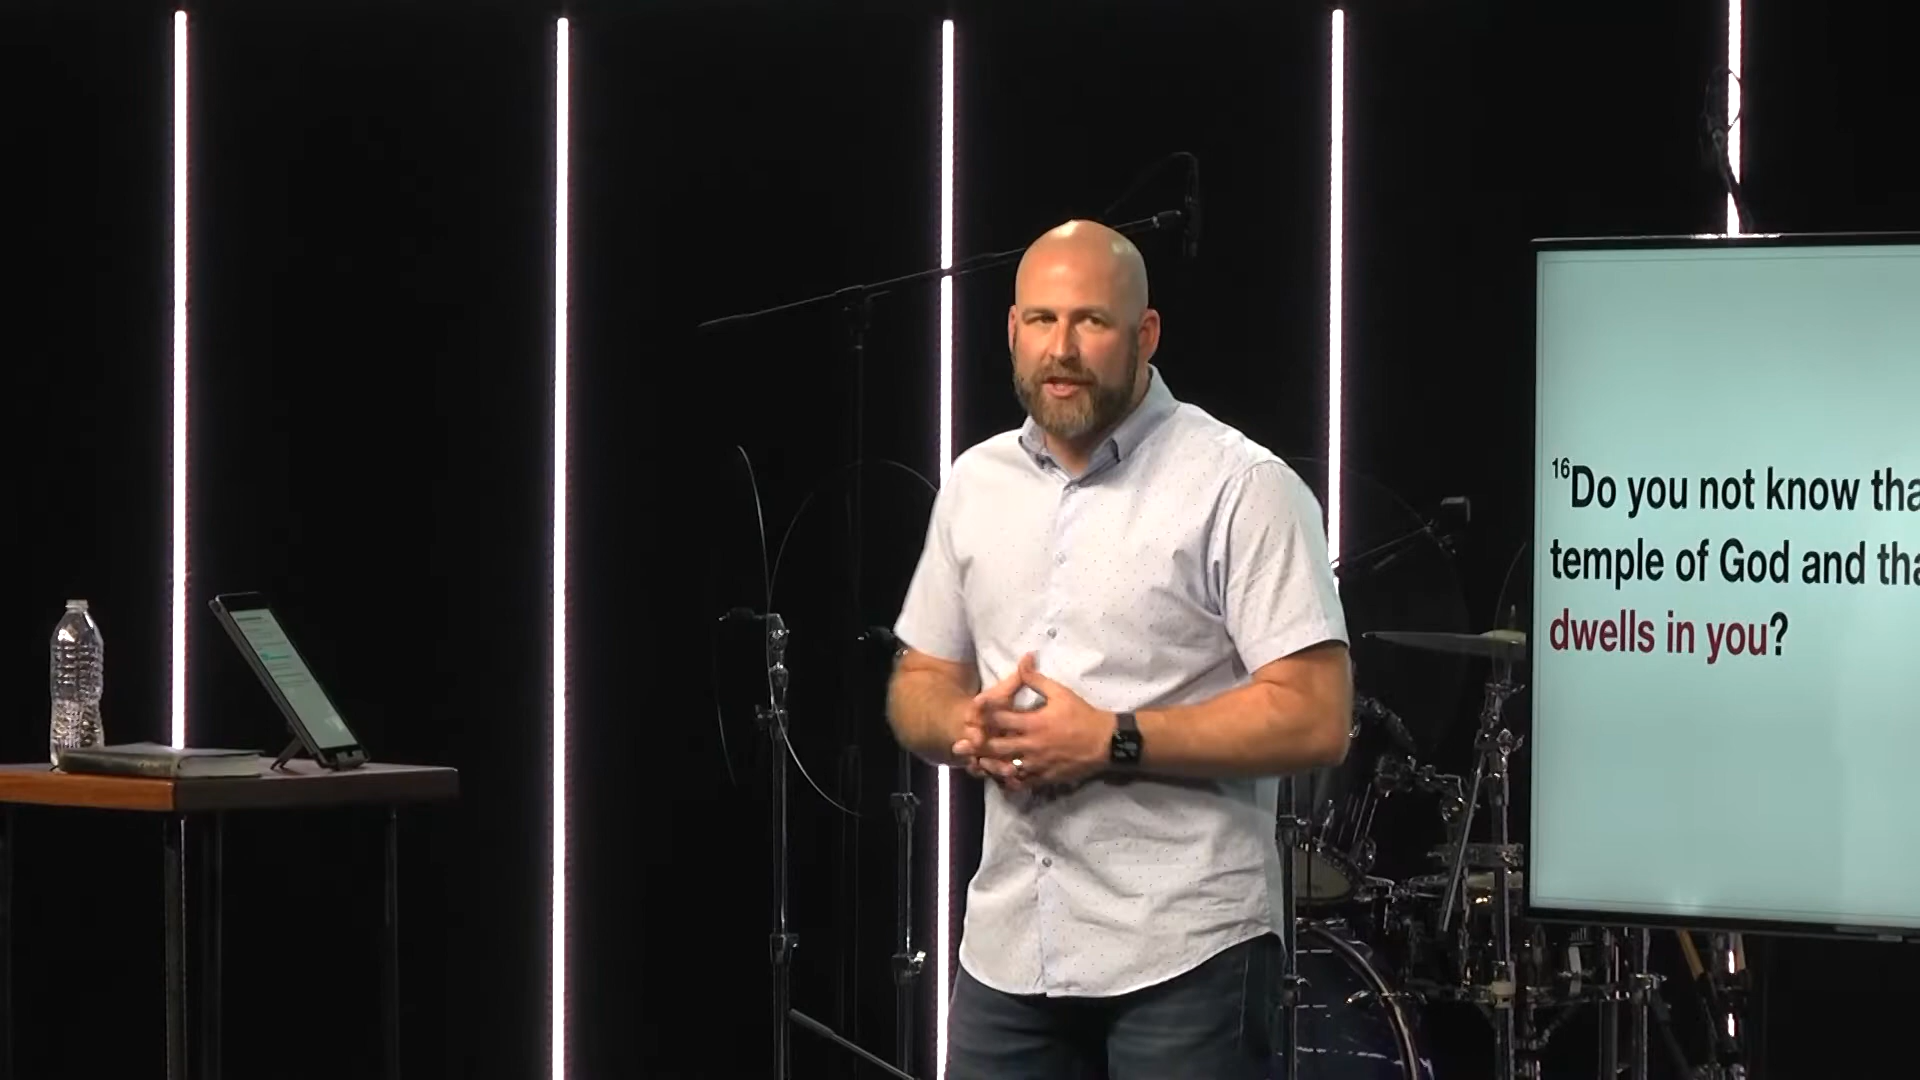 16Do you not know tha
temple of God and tha
dwells in you?